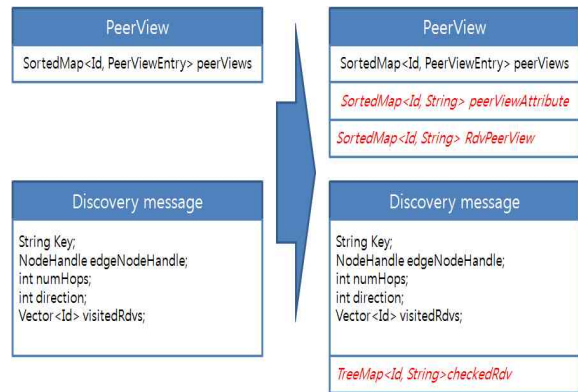 PeerView
SortedMap<Id, PeerViewEntry> peerViews
Discovery message
String Key;
NodeHandle edgeNodeHandle;
int numHops;
int direction;
Vector<Id> visitedRdvs;
PeerView
SortedMap<Id, PeerViewEntry> peerViews
SortedMap<Id, String> peerViewAttribute
SortedMap<Id, String> RdvPeerView
Discovery message
String Key;
NodeHandle edgeNodeHandle;
int numHops;
int direction;
Vector<Id> visitedRdvs;
TreeMap<Id, String>checkedRdv